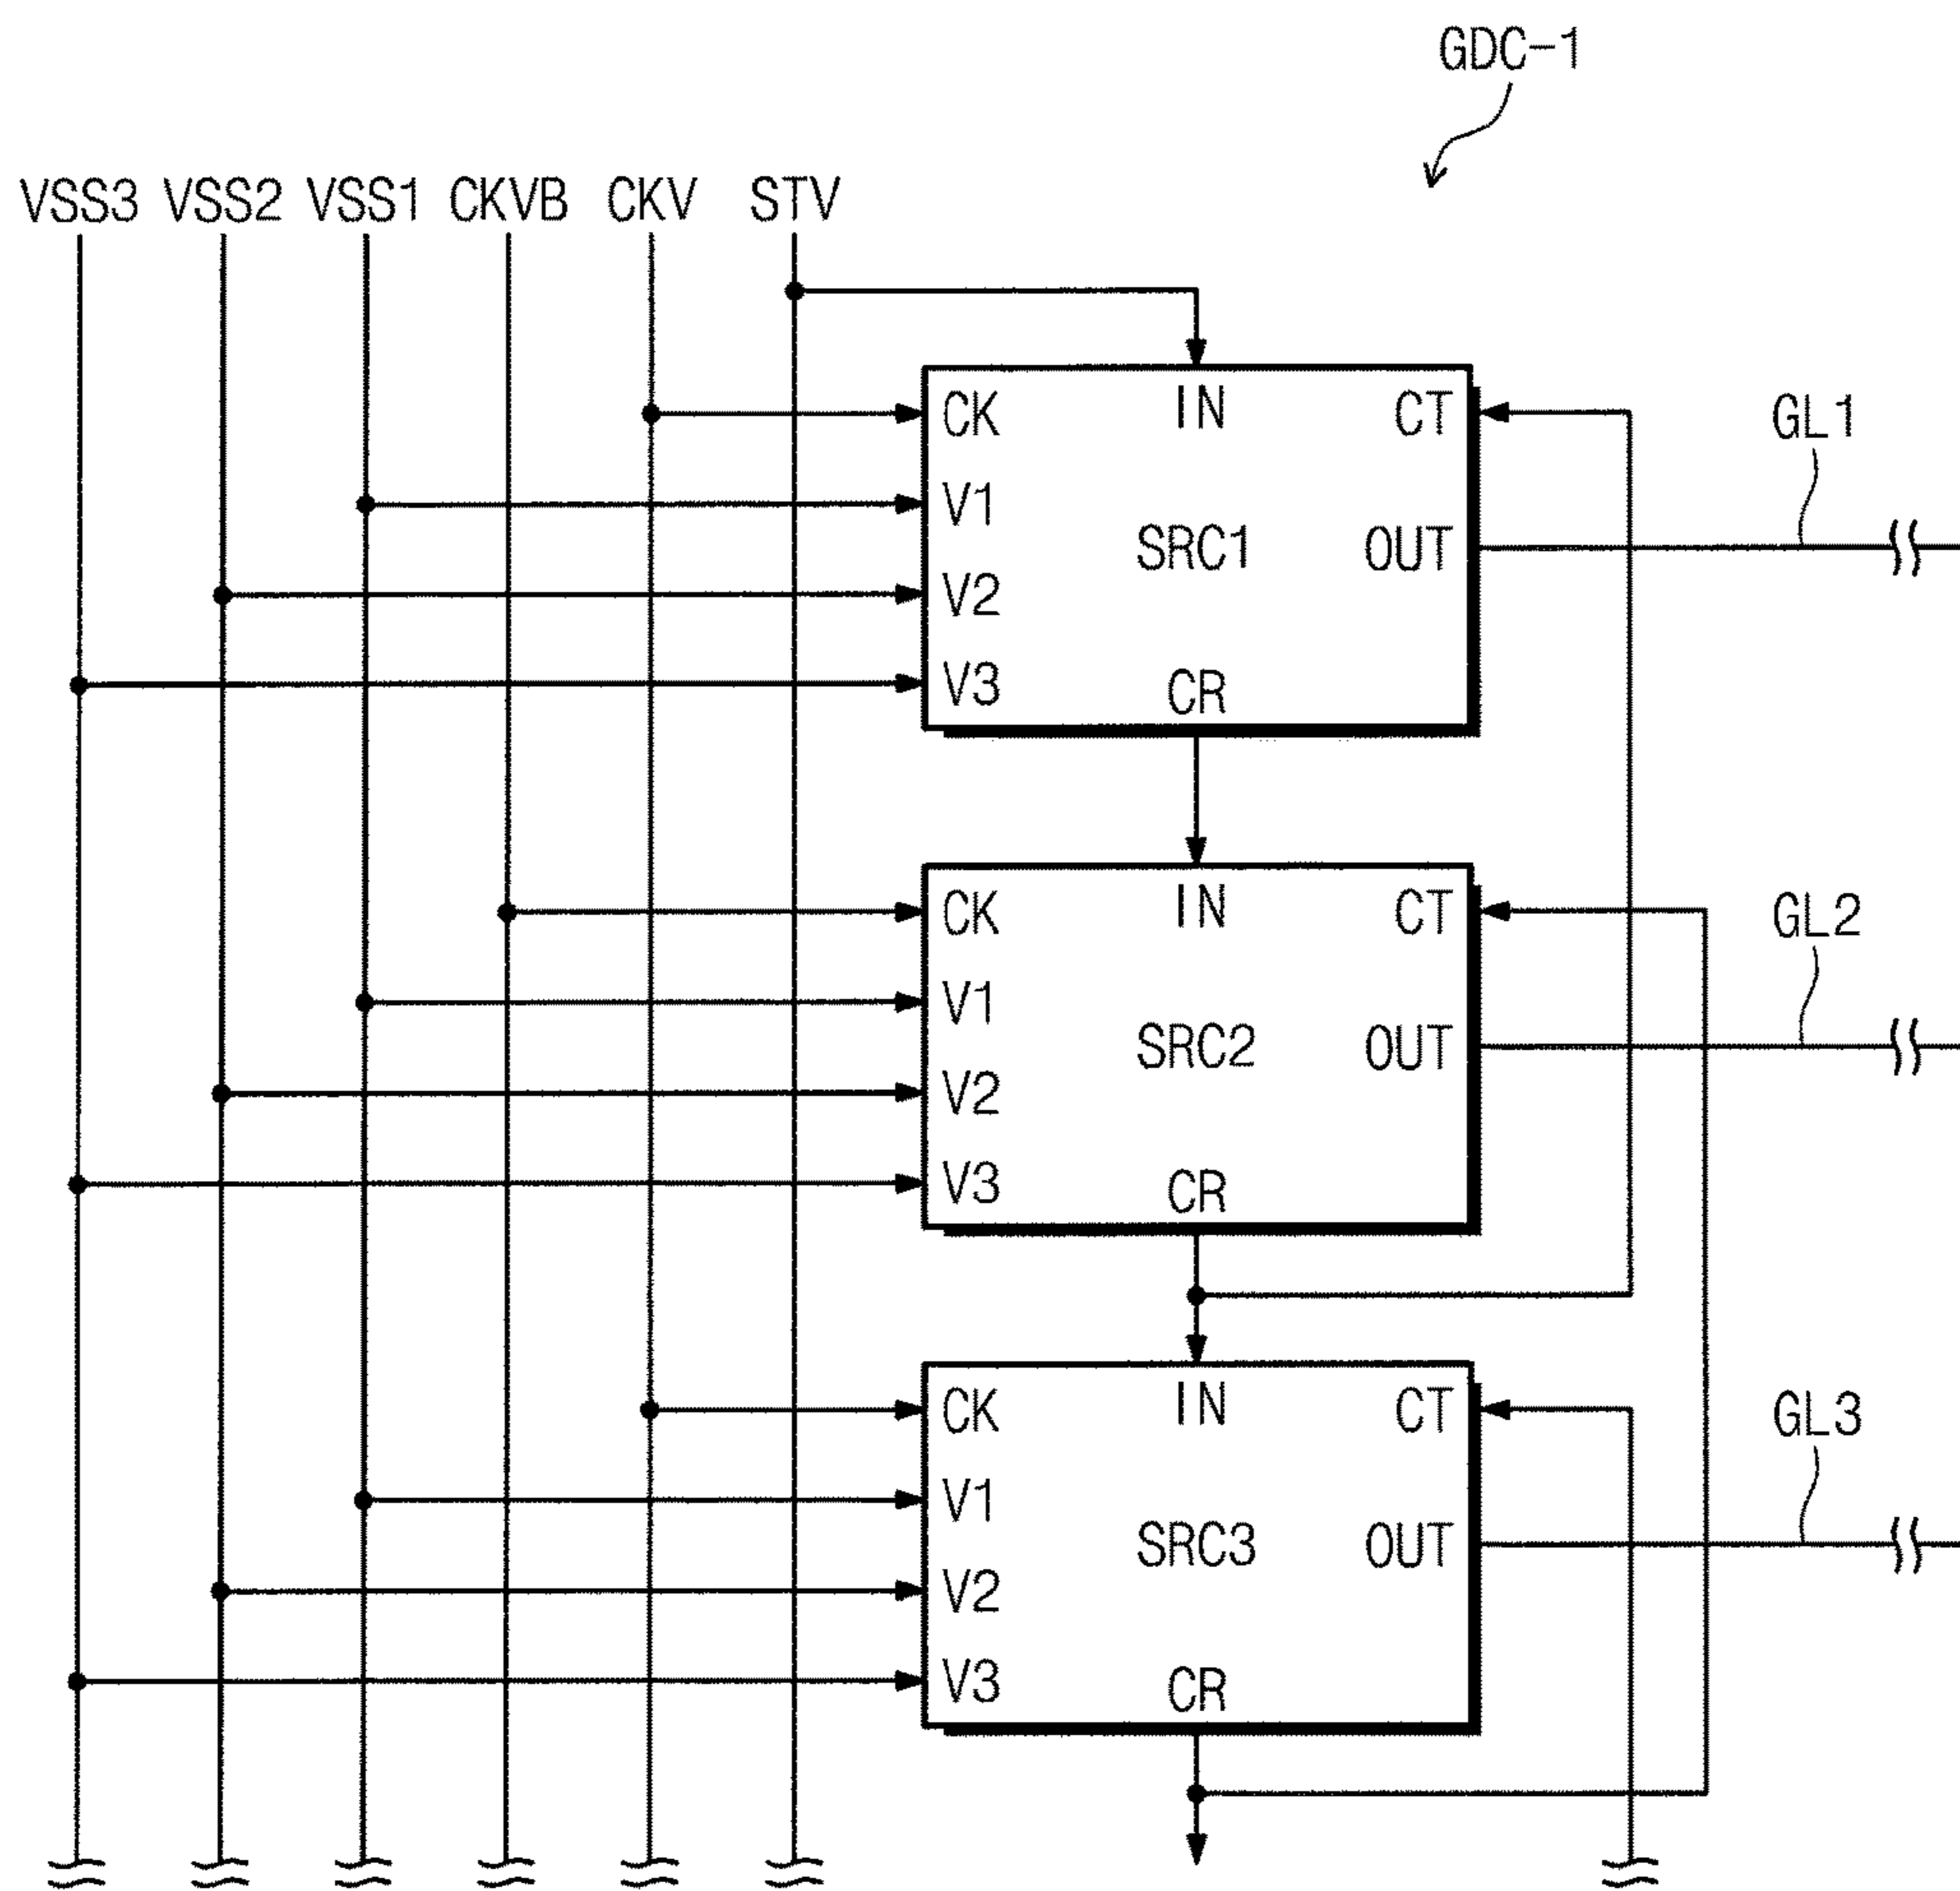 GDC-1
VSS3 VSS2 VSS1 CKVB CKV STV
CK IN CT
GL1
V1
SRC1 OUT
V2
V3 CR
CK IN CT
GL2
V1
SRC2 OUT
V2
V3 CR
CK IN CT
GL3
V1
SRC3 OUT
V2
V3 CR